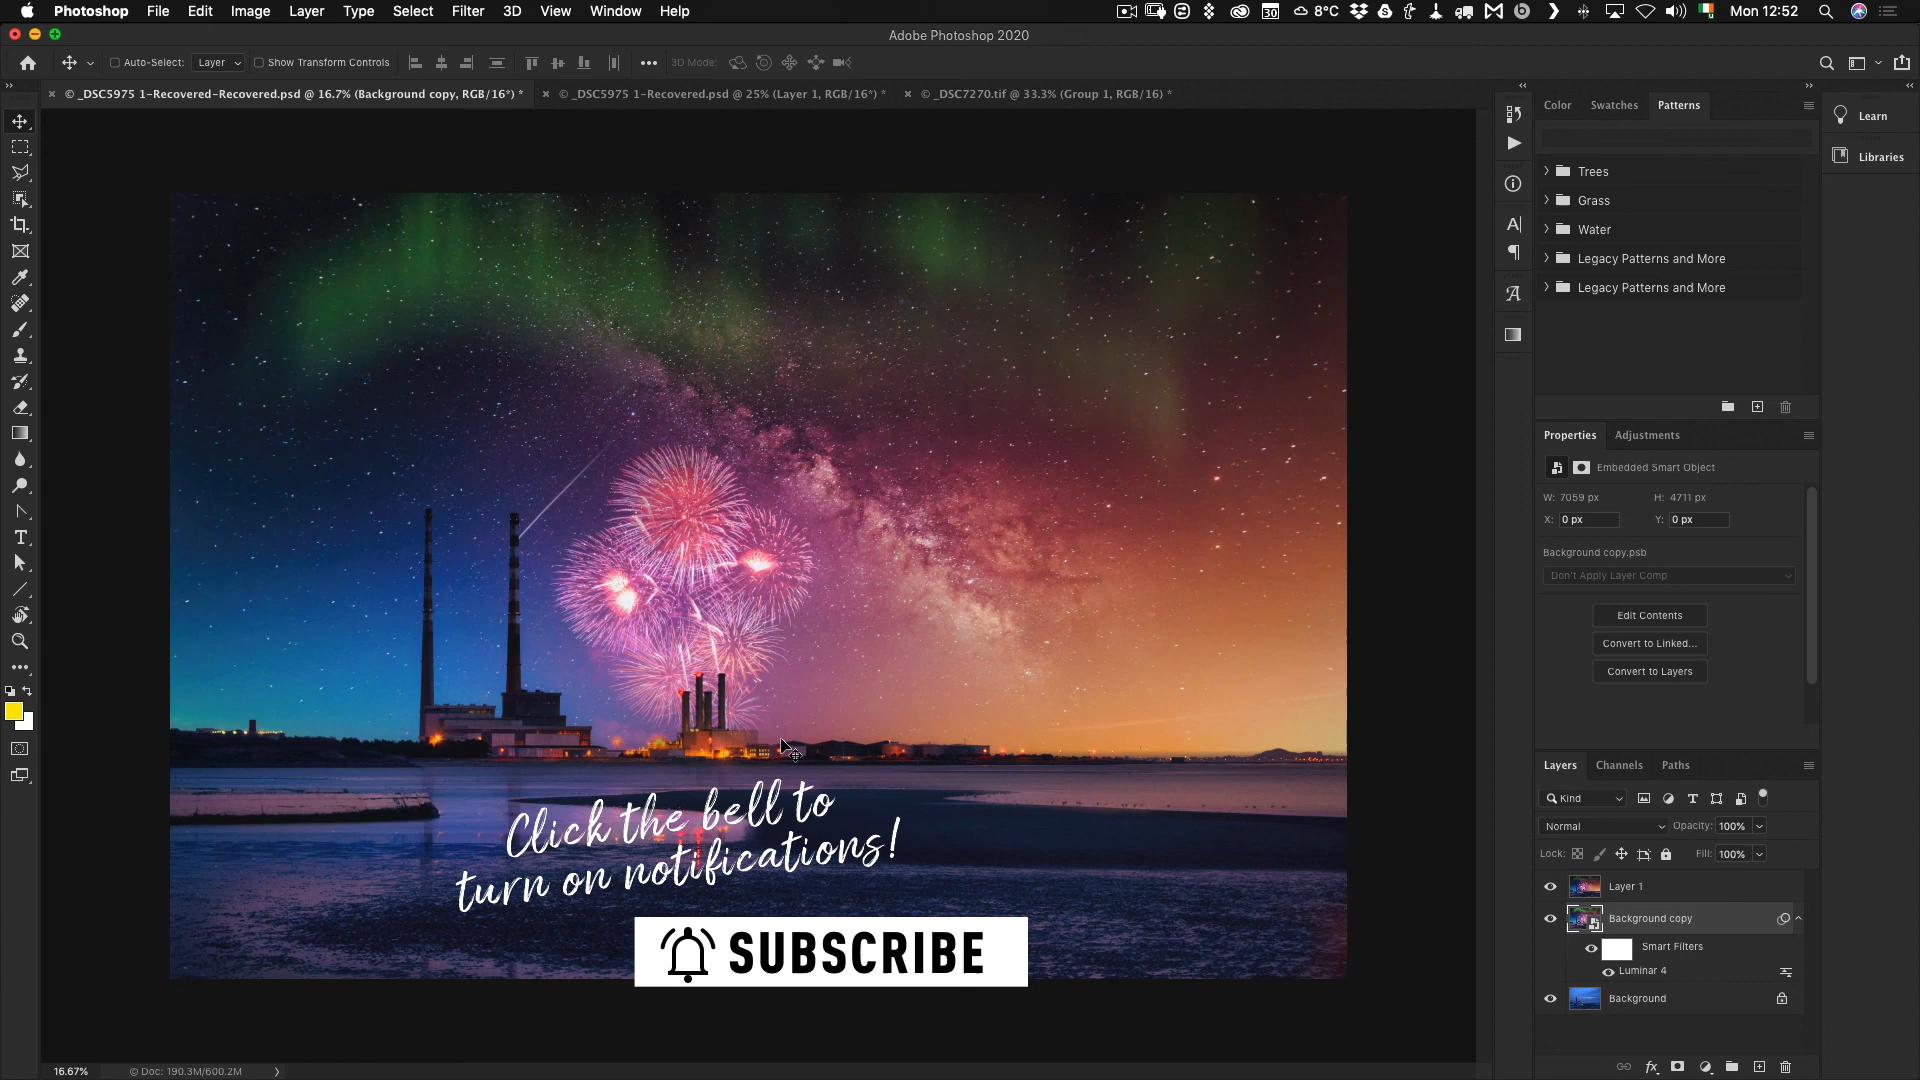 Photoshop File Edit Image Layer Type Select Filter 3D View Window Help
30 8°C Mon 12:52
Adobe Photoshop 2020
Auto-Select: Layer Show Transform Controls 3D Mode:
© _DSC5975 1-Recovered-Recovered.psd @ 16.7% (Background copy, RGB/16*) *
© _DSC5975 1-Recovered.psd @ 25% (Layer 1, RGB/16*) *
© _DSC7270.tif @ 33.3% (Group 1, RGB/16) *
Color Swatches Patterns
Learn
Libraries
Trees
Grass
Water
Legacy Patterns and More
Legacy Patterns and More
Properties Adjustments
Embedded Smart Object
W: 7059 px H: 4711 px
X: 0 px Y: 0 px
Background copy.psb
Don't Apply Layer Comp
Edit Contents
Convert to Linked...
Convert to Layers
Layers Channels Paths
Kind
Normal Opacity: 100%
Lock: Fill: 100%
Layer 1
Background copy
Smart Filters
Luminar 4
Background
Click the bell to
turn on notifications!
SUBSCRIBE
16.67% © Doc: 190.3M/600.2M